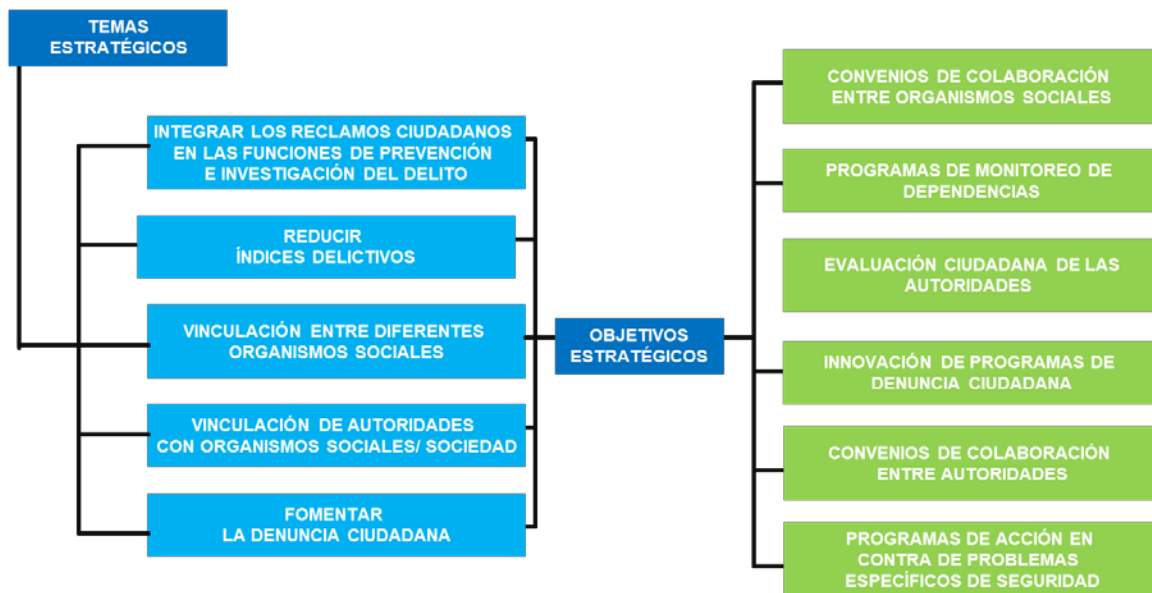 TEMAS
ESTRATÉGICOS
INTEGRAR LOS RECLAMOS CIUDADANOS
EN LAS FUNCIONES DE PREVENCIÓN
E INVESTIGACIÓN DEL DELITO
REDUCIR
ÍNDICES DELICTIVOS
VINCULACIÓN ENTRE DIFERENTES
ORGANISMOS SOCIALES
VINCULACIÓN DE AUTORIDADES
CON ORGANISMOS SOCIALES/ SOCIEDAD
FOMENTAR
LA DENUNCIA CIUDADANA
OBJETIVOS
ESTRATÉGICOS
CONVENIOS DE COLABORACIÓN
ENTRE ORGANISMOS SOCIALES
PROGRAMAS DE MONITOREO DE
DEPENDENCIAS
EVALUACIÓN CIUDADANA DE LAS
AUTORIDADES
INNOVACIÓN DE PROGRAMAS DE
DENUNCIA CIUDADANA
CONVENIOS DE COLABORACIÓN
ENTRE AUTORIDADES
PROGRAMAS DE ACCIÓN EN
CONTRA DE PROBLEMAS
ESPECÍFICOS DE SEGURIDAD